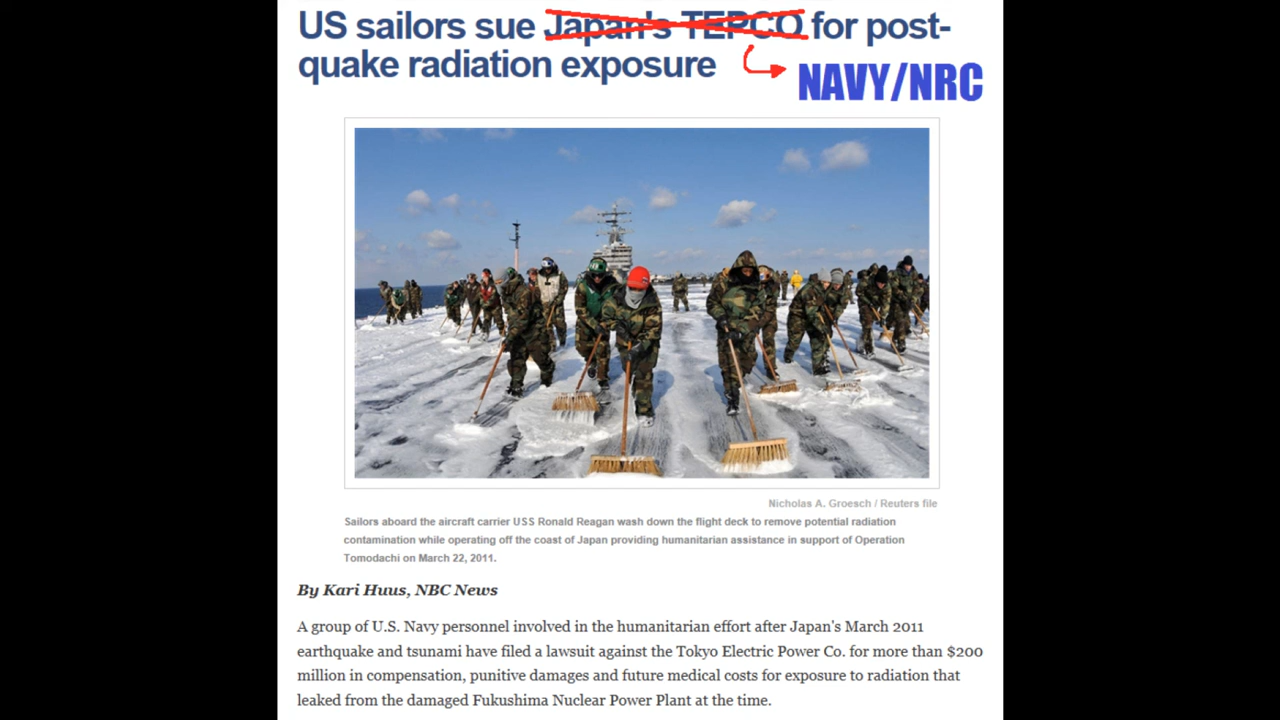 US sailors sue Japan's TEPCO for post-
quake radiation exposure
NAVY/NRC
Nicholas A. Groesch / Reuters file
Sailors aboard the aircraft carrier USS Ronald Reagan wash down the flight deck to remove potential radiation
contamination while operating off the coast of Japan providing humanitarian assistance in support of Operation
Tomodachi on March 22, 2011.
By Kari Huus, NBC News
A group of U.S. Navy personnel involved in the humanitarian effort after Japan's March 2011
earthquake and tsunami have filed a lawsuit against the Tokyo Electric Power Co. for more than $200
million in compensation, punitive damages and future medical costs for exposure to radiation that
leaked from the damaged Fukushima Nuclear Power Plant at the time.